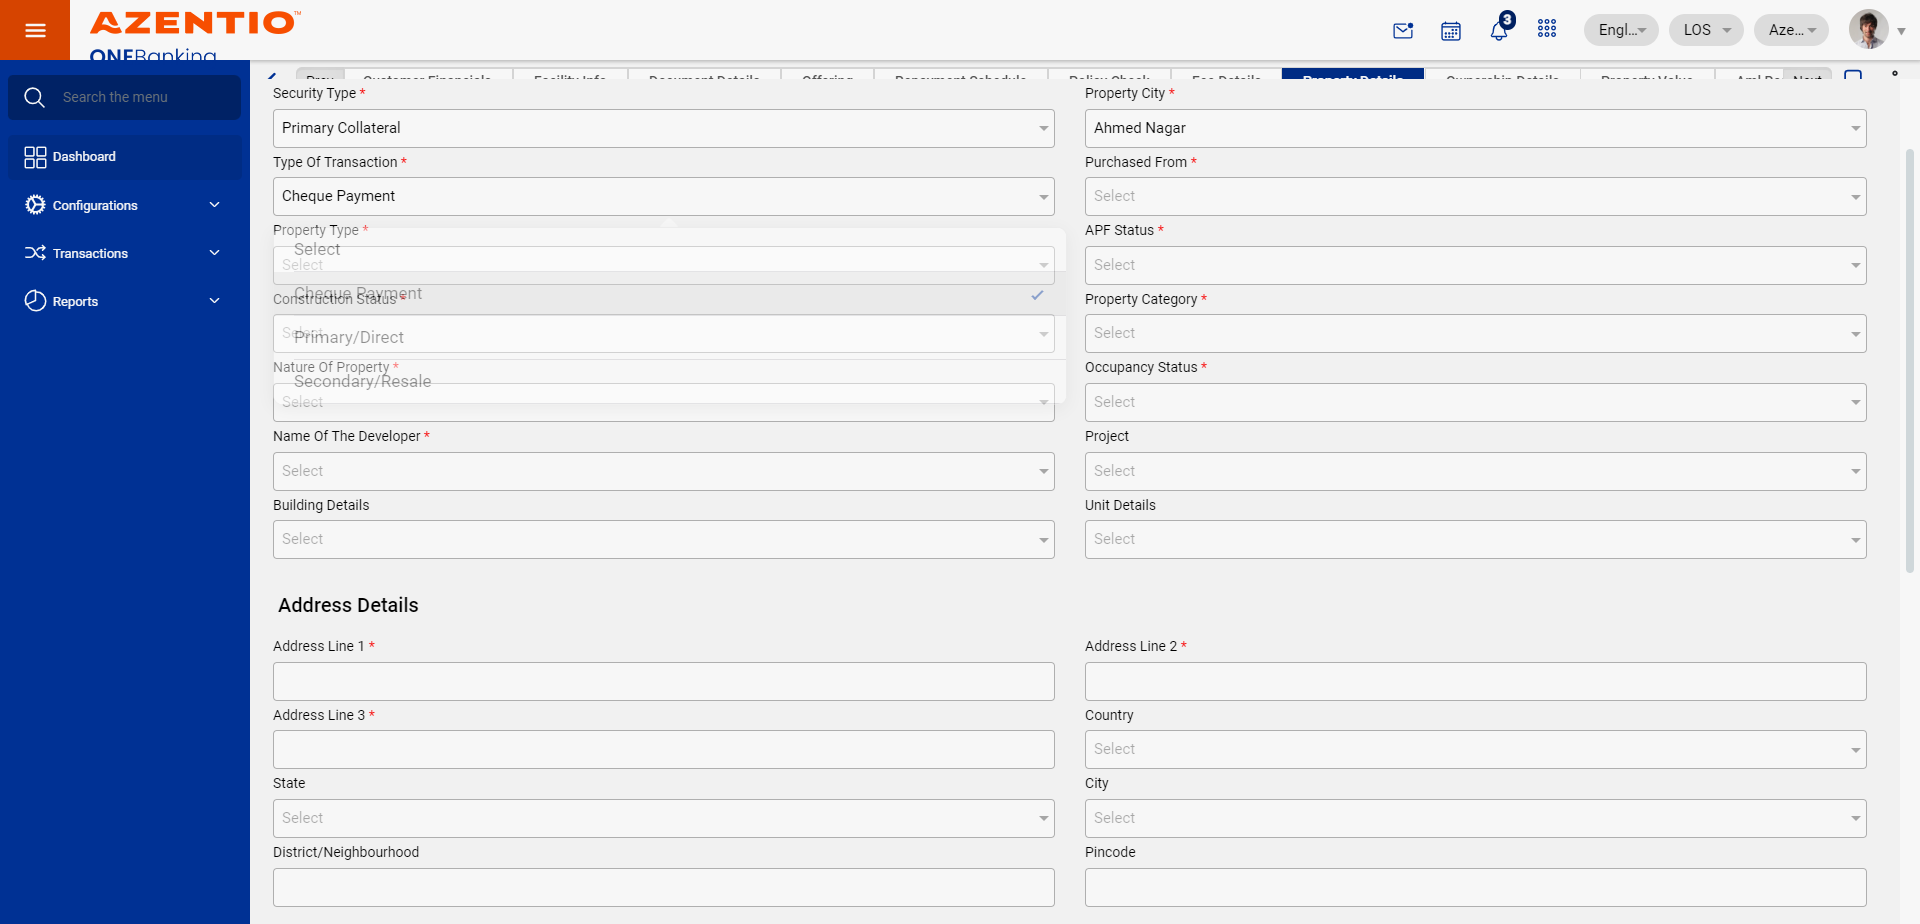 AZENTIO™
ONEBanking
3
Engl...
LOS
Aze...
Search the menu
Dashboard
Configurations
Transactions
Reports
Prev
Customer Financials
Facility Info
Document Details
Offering
Repayment Schedule
Policy Check
Fee Details
Property Details
Ownership Details
Property Value
Next
Security Type *
Primary Collateral
Property City *
Ahmed Nagar
Type Of Transaction *
Cheque Payment
Purchased From *
Select
Property Type *
Select
Select
APF Status *
Select
Construction Status *
Cheque Payment
Select
Primary/Direct
Property Category *
Select
Nature Of Property *
Secondary/Resale
Select
Occupancy Status *
Select
Name Of The Developer *
Select
Project
Select
Building Details
Select
Unit Details
Select
Address Details
Address Line 1 *
Address Line 2 *
Address Line 3 *
Country
Select
State
Select
City
Select
District/Neighbourhood
Pincode